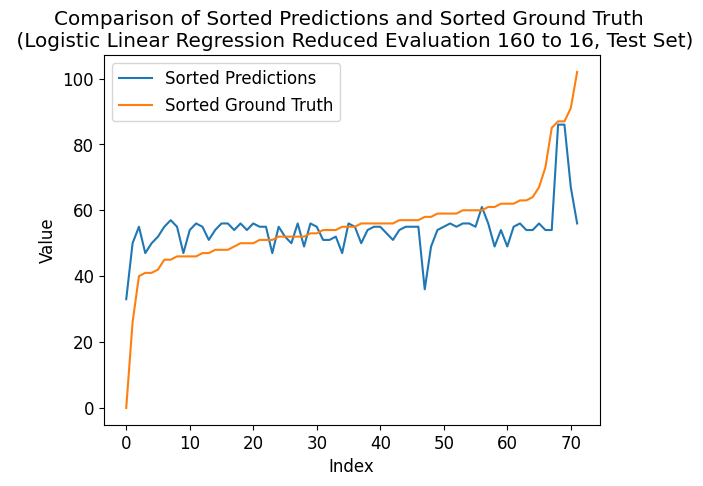 Comparison of Sorted Predictions and Sorted Ground Truth
(Logistic Linear Regression Reduced Evaluation 160 to 16, Test Set)
Sorted Predictions
Sorted Ground Truth
100
80
60
40
20
0
Value
0 10 20 30 40 50 60 70
Index